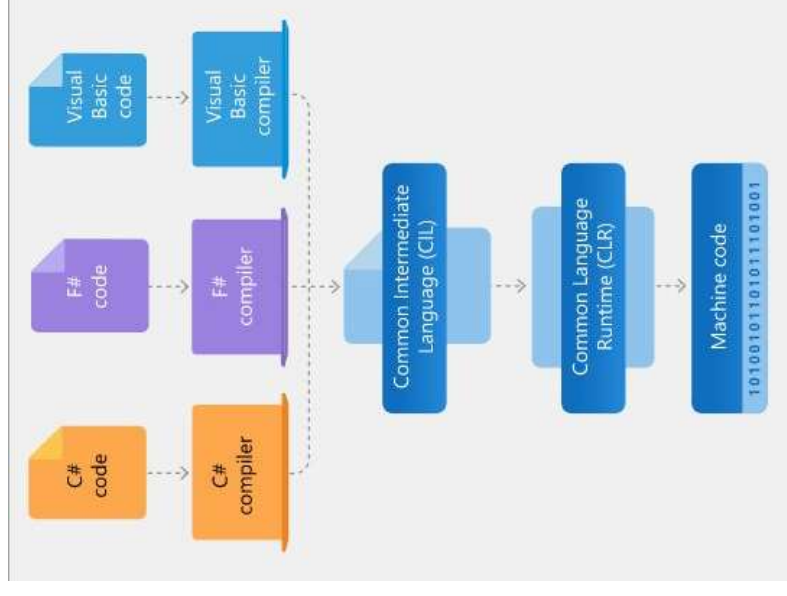 C#
code
F#
code
Visual
Basic
code
C#
compiler
F#
compiler
Visual
Basic
compiler
Common Intermediate
Language (CIL)
Common Language
Runtime (CLR)
Machine code
1010010110101011101001